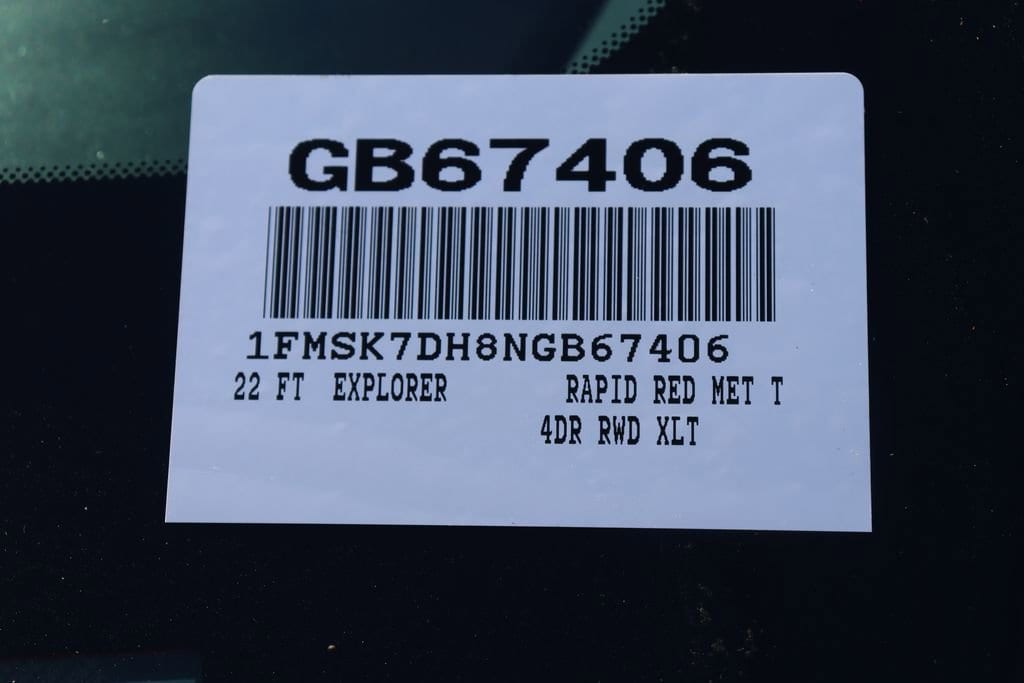 GB67406
1FMSK7DH8NGB67406
22 FT EXPLORER RAPID RED MET T
4DR RWD XLT